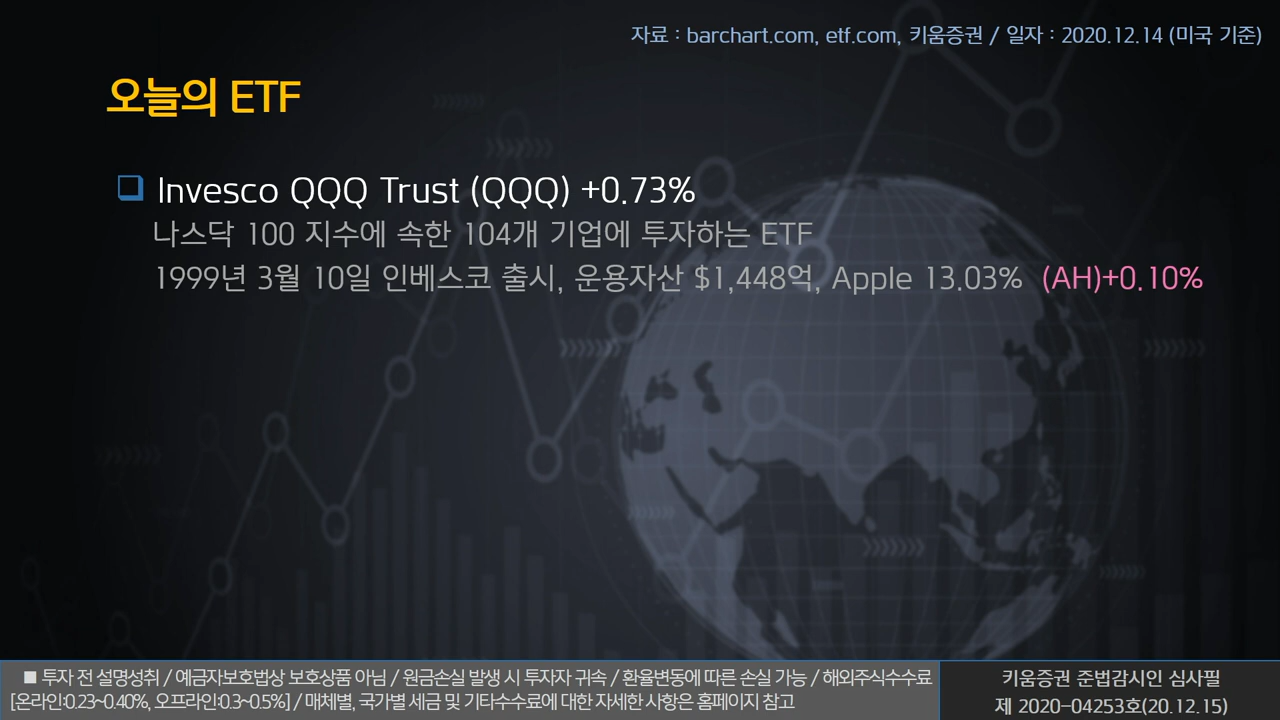 자료 : barchart.com, etf.com, 키움증권 / 일자 : 2020.12.14 (미국 기준)
오늘의 ETF
❑ Invesco QQQ Trust (QQQ) +0.73%
나스닥 100 지수에 속한 104개 기업에 투자하는 ETF
1999년 3월 10일 인베스코 출시, 운용자산 $1,448억, Apple 13.03% (AH)+0.10%
■ 투자 전 설명성취 / 예금자보호법상 보호상품 아님 / 원금손실 발생 시 투자자 귀속 / 환율변동에 따른 손실 가능 / 해외주식수수료
[온라인:0.23~0.40%, 오프라인:0.3~0.5%] / 매체별, 국가별 세금 및 기타수수료에 대한 자세한 사항은 홈페이지 참고
키움증권 준법감시인 심사필
제 2020-04253호(20.12.15)